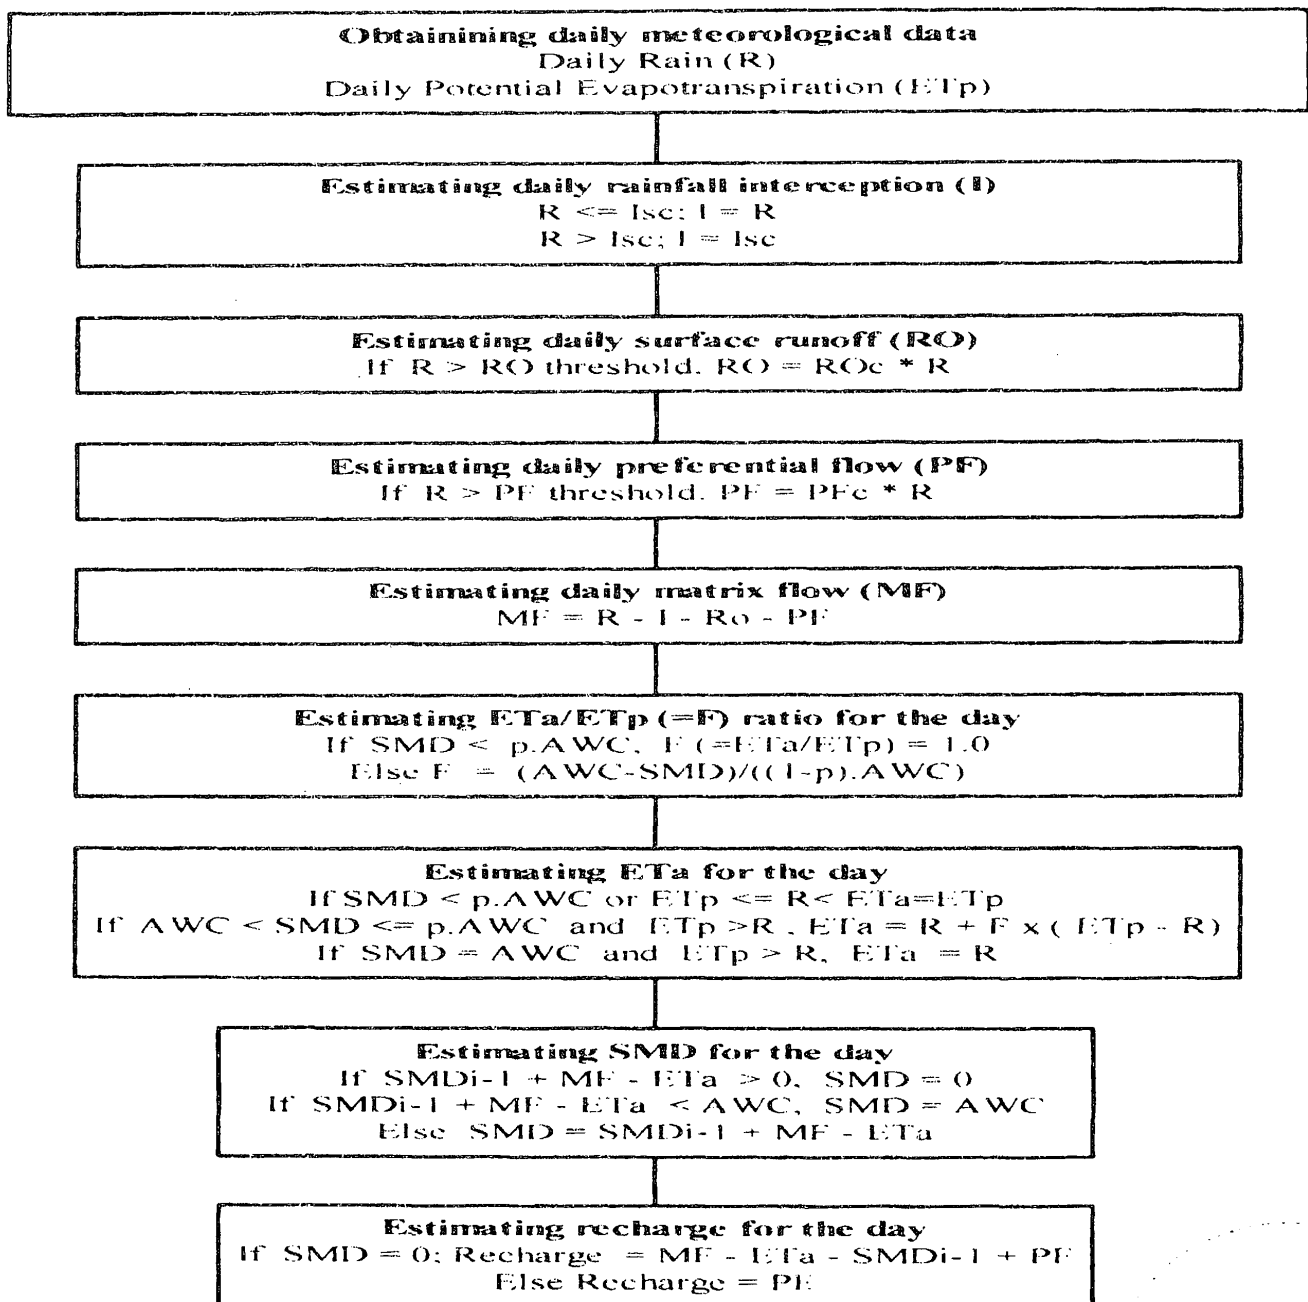 Obtainining daily meteorological data
Daily Rain (R)
Daily Potential Evapotranspiration (ETp)
Estimating daily rainfall interception (I)
R <= Isc; I = R
R > Isc; I = Isc
Estimating daily surface runoff (RO)
If R > RO threshold. RO = ROc * R
Estimating daily preferential flow (PF)
If R > PF threshold. PF = PFc * R
Estimating daily matrix flow (MF)
MF = R - I - Ro - PF
Estimating ETa/ETp (=F) ratio for the day
If SMD < p.AWC, F (=ETa/ETp) = 1.0
Else F = (AWC-SMD)/((1-p).AWC)
Estimating ETa for the day
If SMD < p.AWC or ETp <= R< ETa=ETp
If AWC < SMD <= p.AWC and ETp >R , ETa = R + F x ( ETp - R)
If SMD = AWC and ETp > R, ETa = R
Estimating SMD for the day
If SMDi-1 + MF - ETa > 0, SMD = 0
If SMDi-1 + MF - ETa < AWC, SMD = AWC
Else SMD = SMDi-1 + MF - ETa
Estimating recharge for the day
If SMD = 0; Recharge = MF - ETa - SMDi-1 + PF
Else Recharge = PF